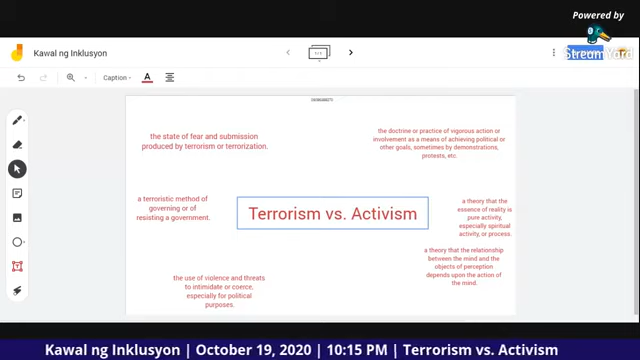 Powered by
StreamYard
Kawal ng Inklusyon
1 / 1
Caption
A
the state of fear and submission
produced by terrorism or terrorization.
the doctrine or practice of vigorous action or
involvement as a means of achieving political or
other goals, sometimes by demonstrations,
protests, etc.
a terroristic method of
governing or of
resisting a government.
Terrorism vs. Activism
a theory that the
essence of reality is
pure activity,
especially spiritual
activity, or process.
a theory that the relationship
between the mind and the
objects of perception
depends upon the action of
the mind.
the use of violence and threats
to intimidate or coerce,
especially for political
purposes.
Kawal ng Inklusyon | October 19, 2020 | 10:15 PM | Terrorism vs. Activism